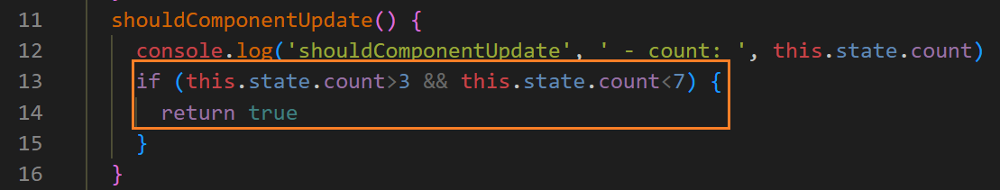 11 shouldComponentUpdate() {
12 console.log('shouldComponentUpdate', ' - count: ', this.state.count)
13 if (this.state.count>3 && this.state.count<7) {
14 return true
15 }
16 }